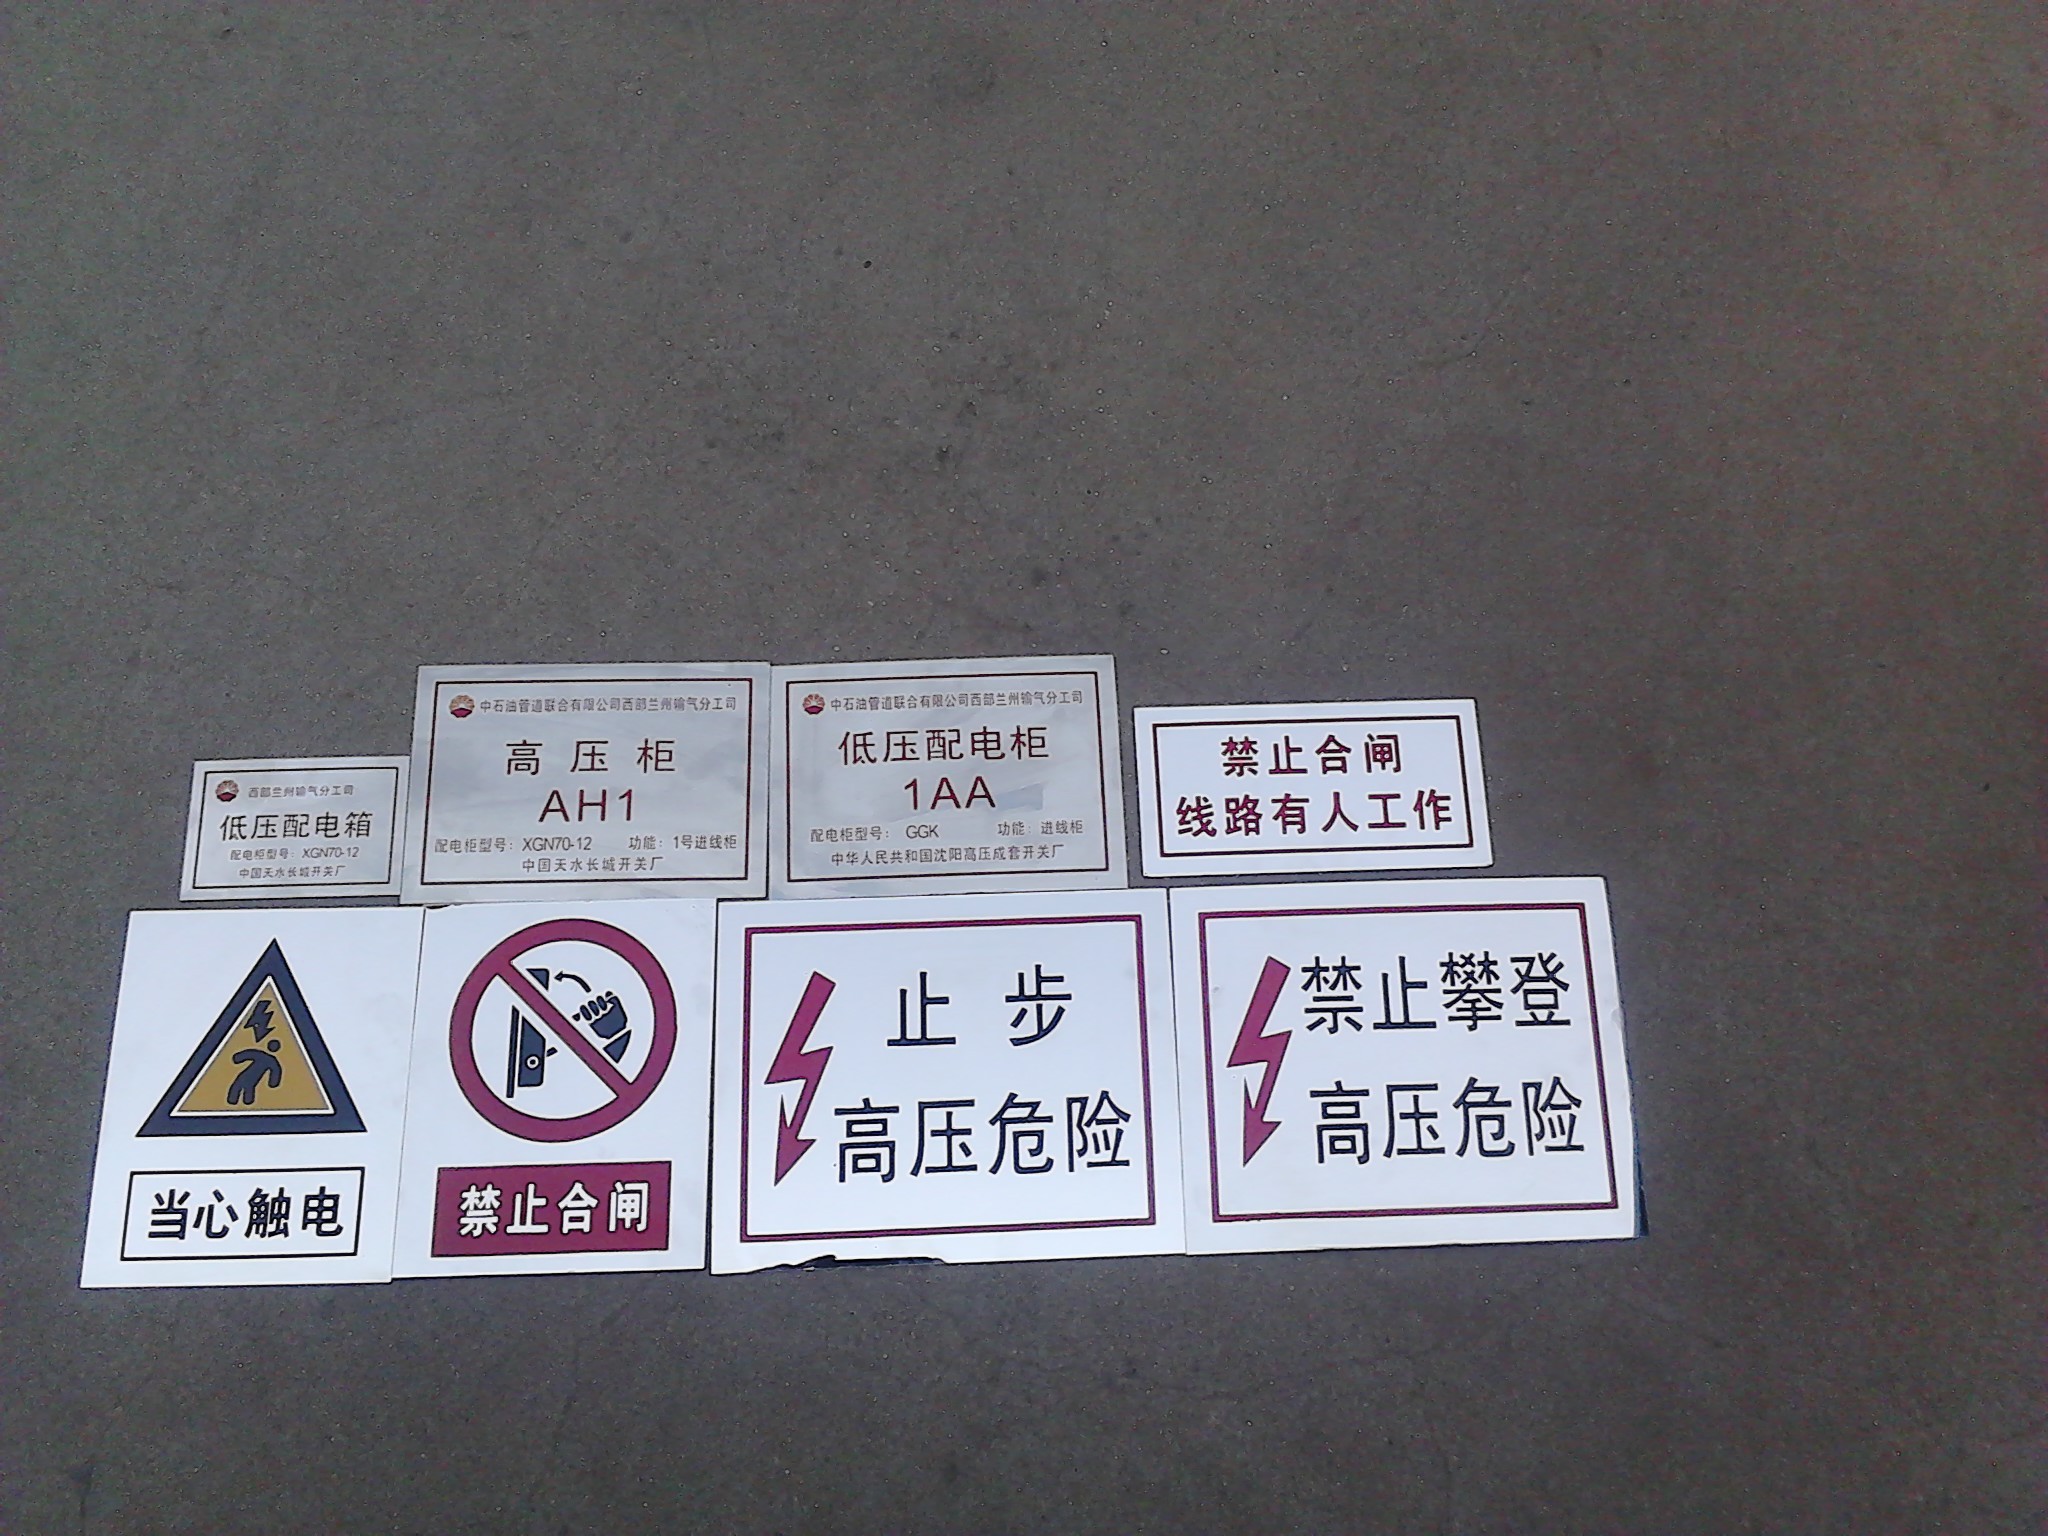 西部兰州输气分工司
低压配电箱
配电柜型号：XGN70-12
中国天水长城开关厂
中石油管道联合有限公司西部兰州输气分工司
高压柜
AH1
配电柜型号：XGN70-12 功能：1号进线柜
中国天水长城开关厂
中石油管道联合有限公司西部兰州输气分工司
低压配电柜
1AA
配电柜型号：GGK 功能：进线柜
中华人民共和国沈阳高压成套开关厂
禁止合闸
线路有人工作
当心触电
禁止合闸
止步
高压危险
禁止攀登
高压危险